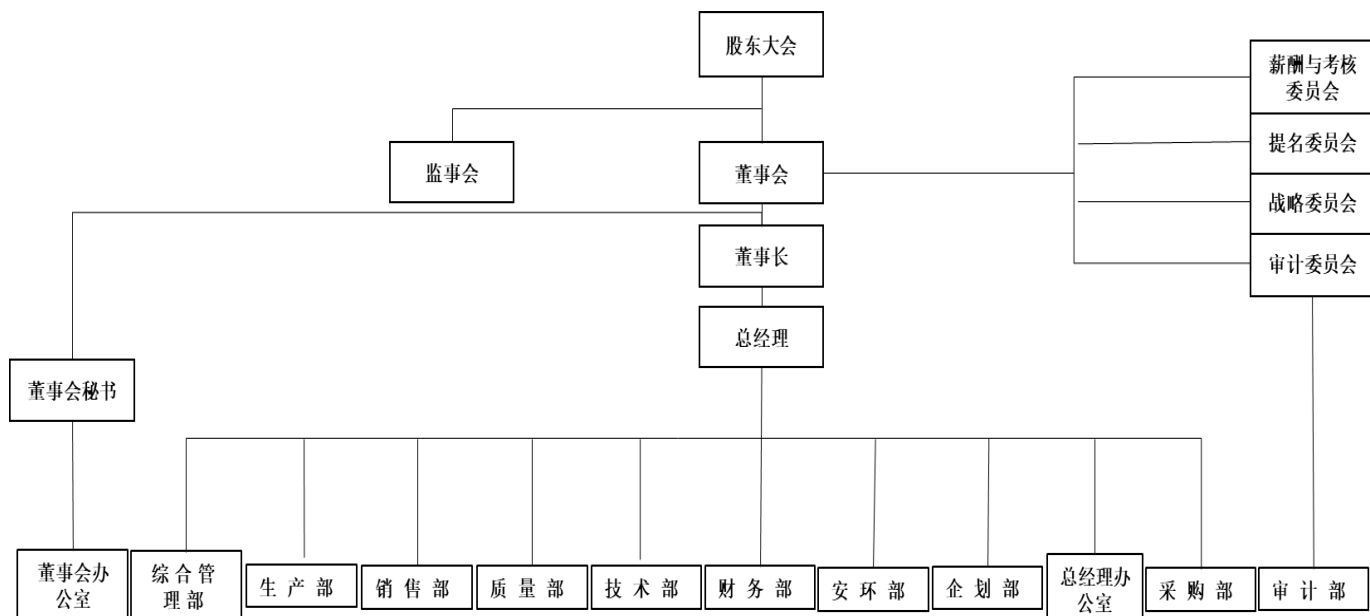 股东大会
薪酬与考核
委员会
监事会
董事会
提名委员会
战略委员会
董事长
审计委员会
总经理
董事会秘书
董事会办
公室
综合管
理部
生产部
销售部
质量部
技术部
财务部
安环部
企划部
总经理办
公室
采购部
审计部